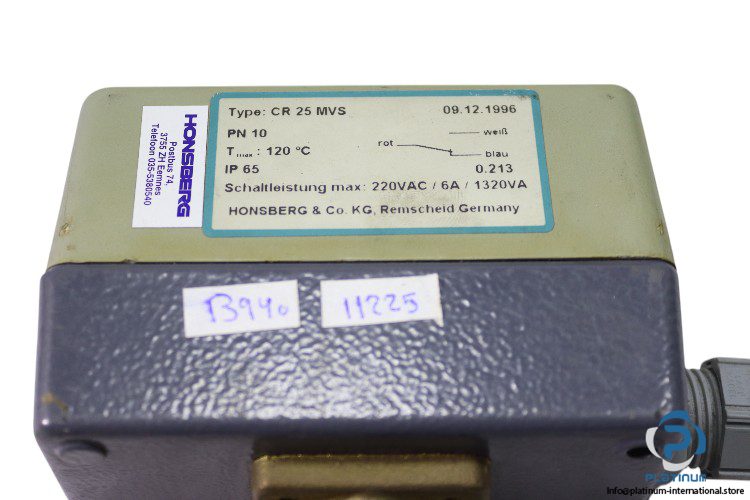 Type: CR 25 MVS 09.12.1996
PN 10 weiß
rot
Tmax : 120 °C blau
IP 65 0.213
Schaltleistung max: 220VAC / 6A / 1320VA
HONSBERG & Co. KG, Remscheid Germany
HONSBERG
Postbus 74,
3755 ZH Eemnes
Telefoon 035-5380540
B940
11225
PLATINUM
info@platinum-international.store